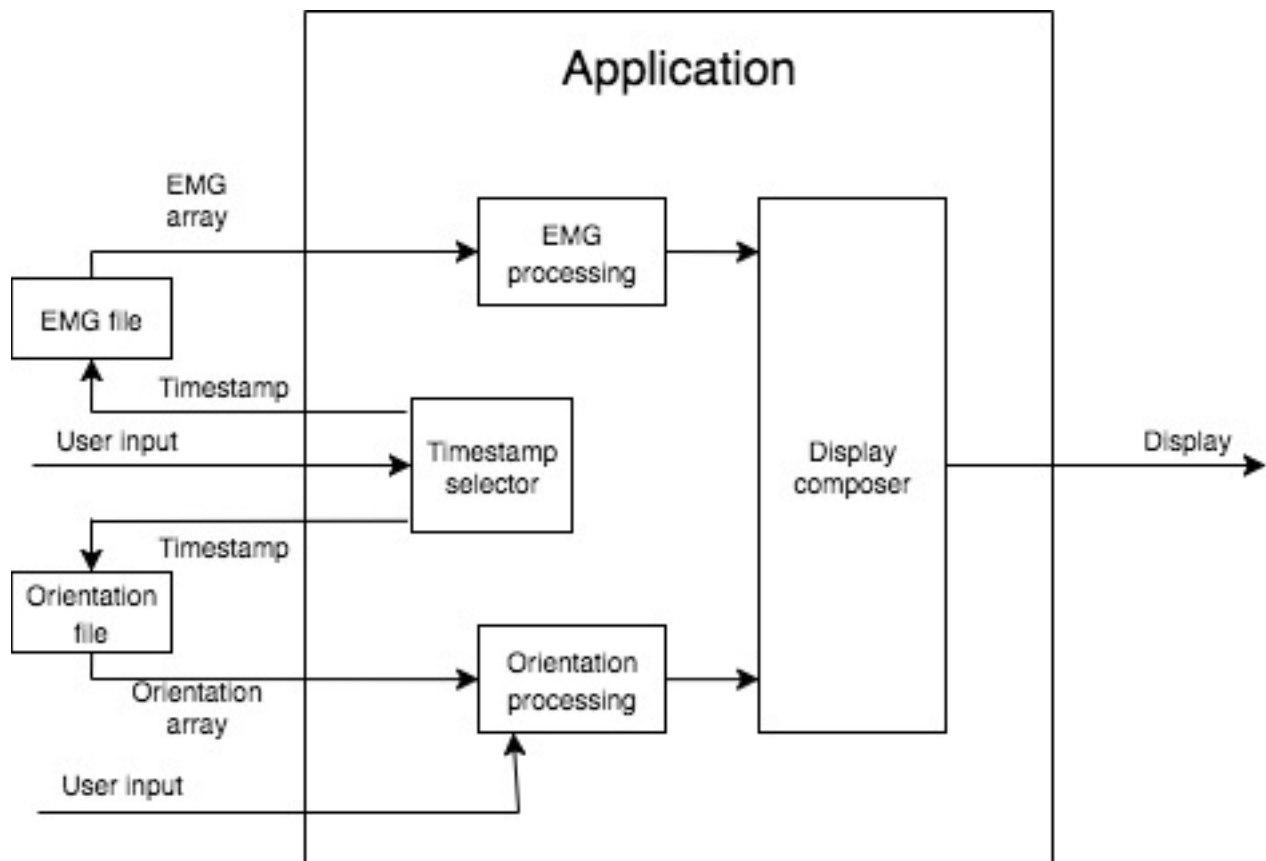 Application
EMG
array
EMG
processing
EMG file
Timestamp
User input
Timestamp
selector
Display
composer
Display
Timestamp
Orientation
file
Orientation
processing
Orientation
array
User input